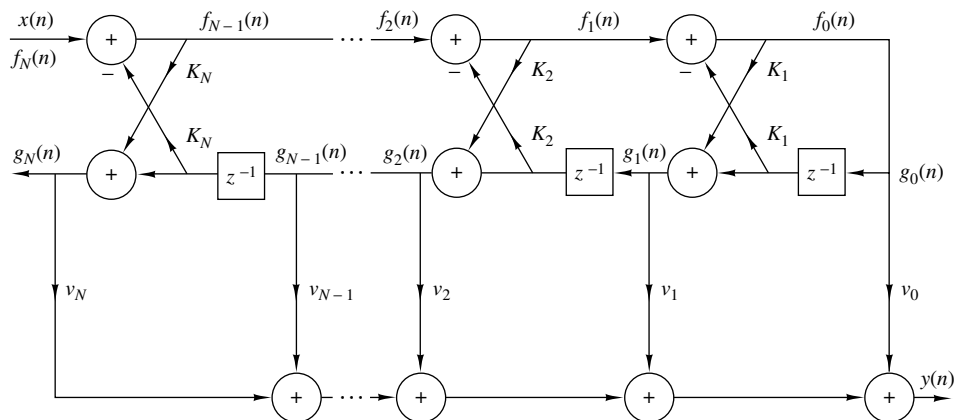 x(n) f_{N−1}(n) ... f_2(n) f_1(n) f_0(n)
f_N(n)
+ + +
− − −
K_N K_2 K_1
K_N K_2 K_1
g_N(n) g_{N−1}(n) g_2(n) g_1(n)
+ z^{−1} ... + z^{−1} + z^{−1} g_0(n)
v_N v_{N−1} v_2 v_1 v_0
+ ... + + + y(n)